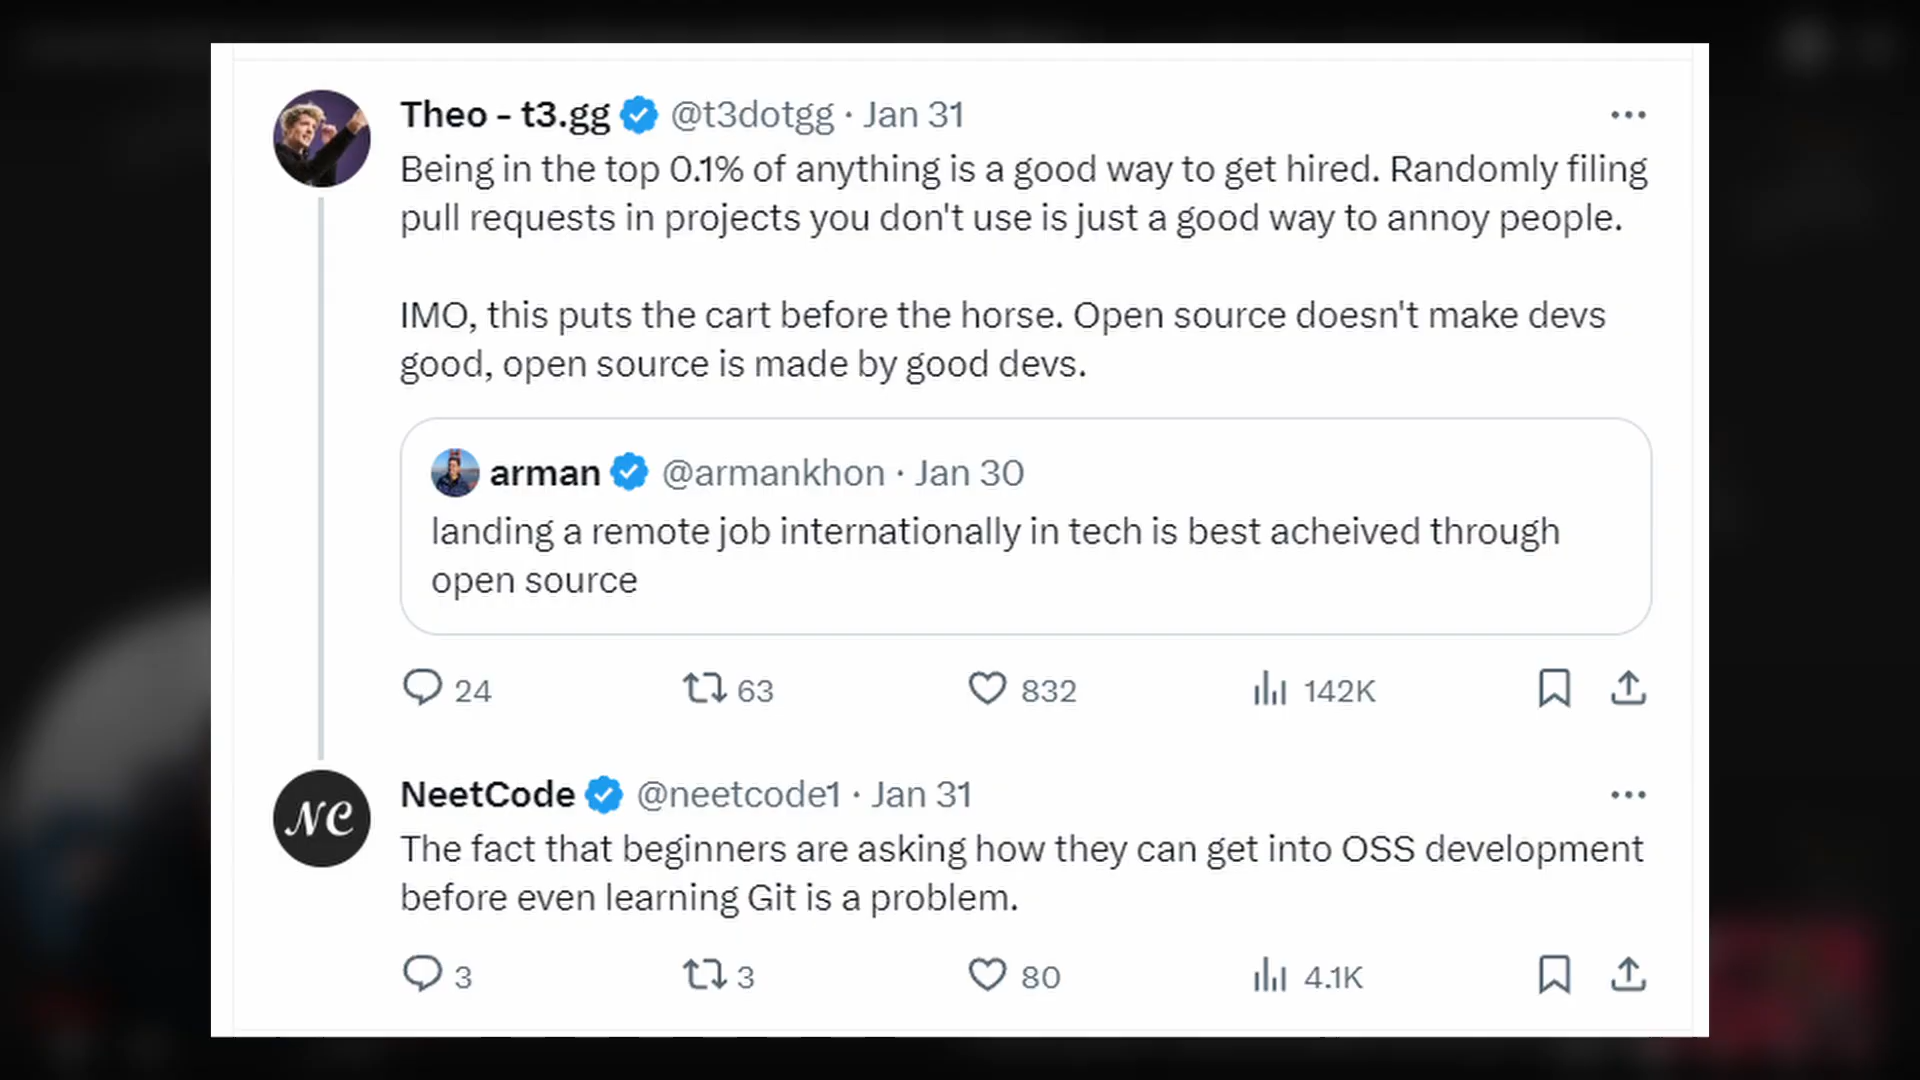 Theo - t3.gg @t3dotgg · Jan 31
Being in the top 0.1% of anything is a good way to get hired. Randomly filing
pull requests in projects you don't use is just a good way to annoy people.
IMO, this puts the cart before the horse. Open source doesn't make devs
good, open source is made by good devs.
arman @armankhon · Jan 30
landing a remote job internationally in tech is best acheived through
open source
24 63 832 142K
NC
NeetCode @neetcode1 · Jan 31
The fact that beginners are asking how they can get into OSS development
before even learning Git is a problem.
3 3 80 4.1K